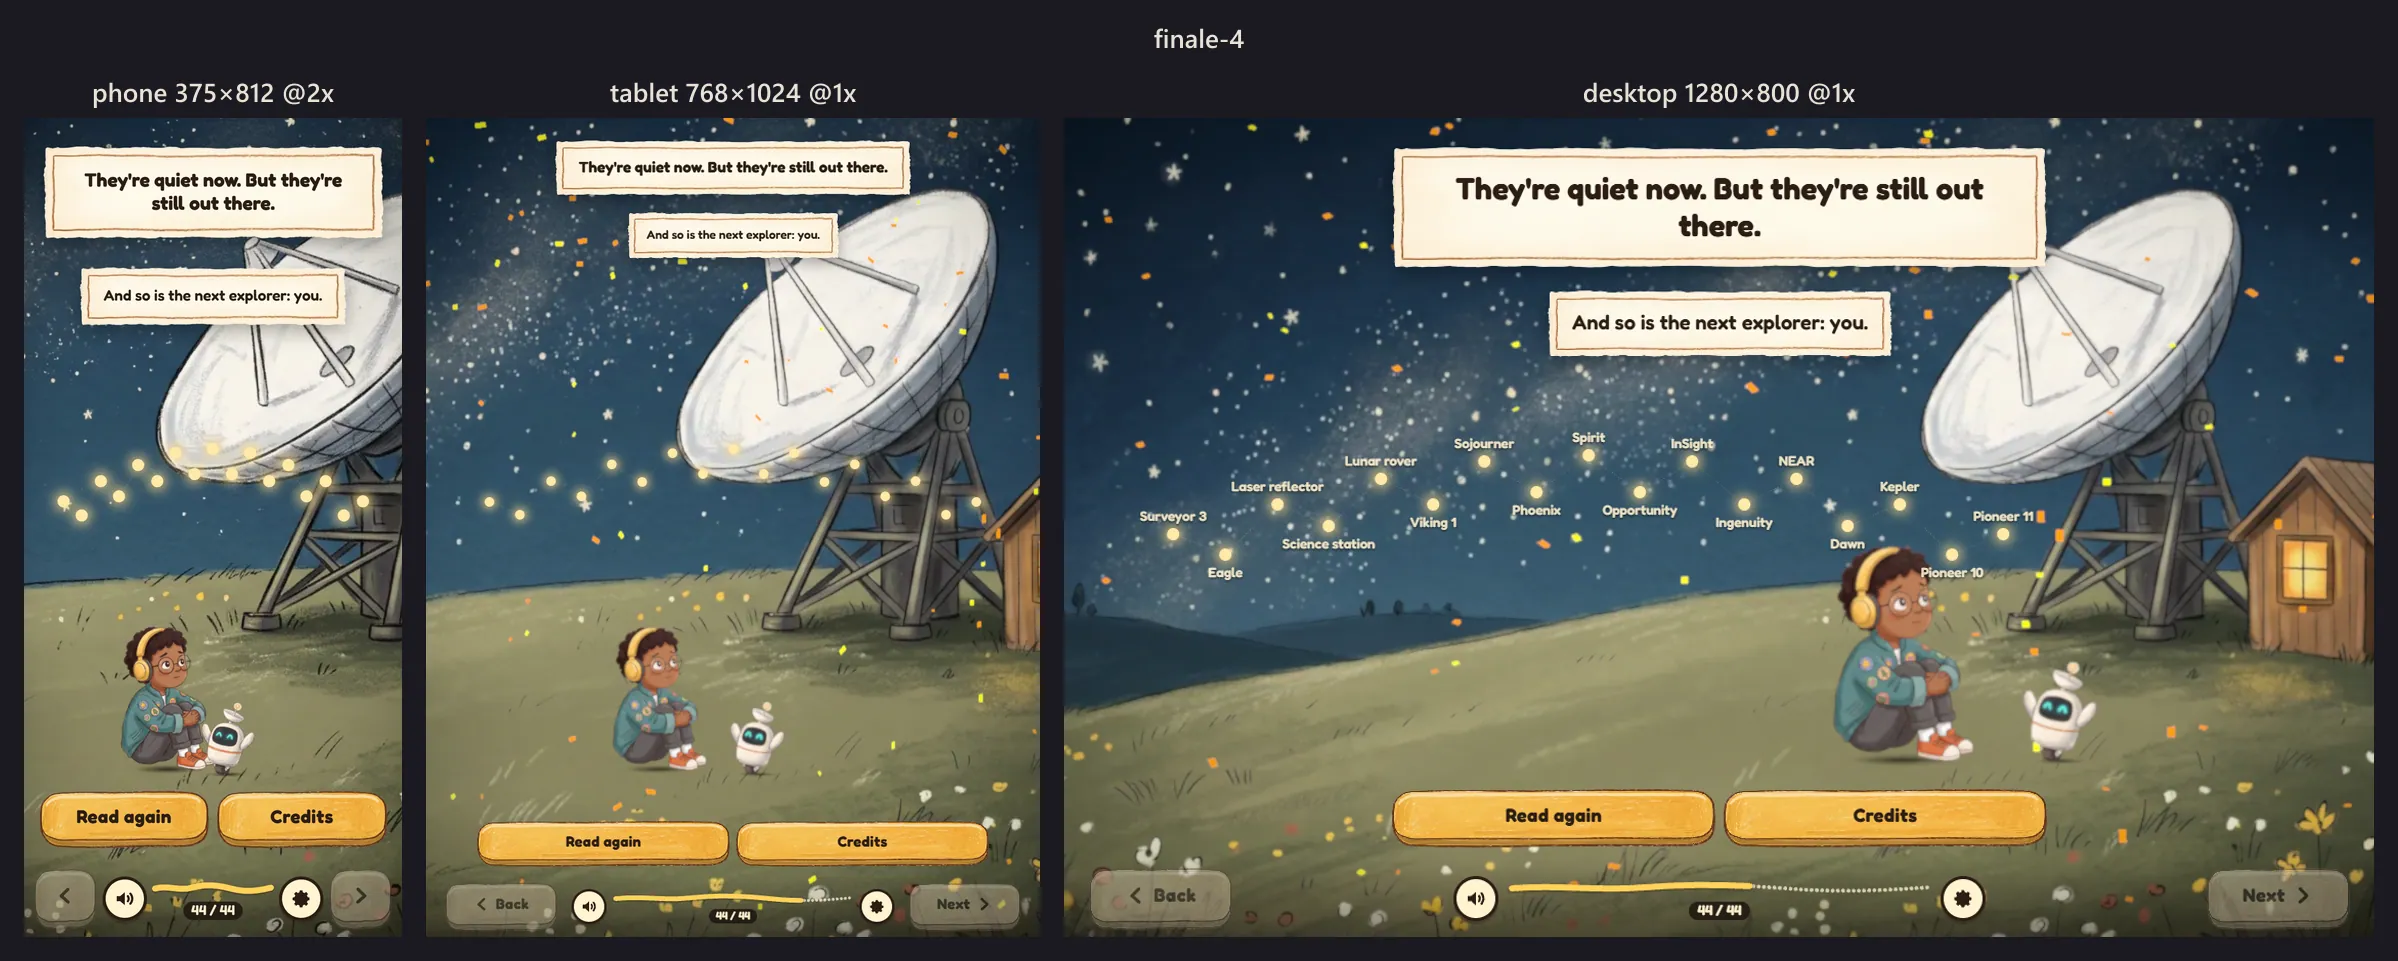 finale-4
phone 375×812 @2x
They're quiet now. But they're
still out there.
And so is the next explorer: you.
Read again
Credits
44 / 44
tablet 768×1024 @1x
They're quiet now. But they're still out there.
And so is the next explorer: you.
Read again
Credits
Back
44 / 44
Next
desktop 1280×800 @1x
They're quiet now. But they're still out
there.
And so is the next explorer: you.
Surveyor 3
Eagle
Laser reflector
Science station
Lunar rover
Viking 1
Sojourner
Phoenix
Spirit
Opportunity
InSight
Ingenuity
NEAR
Dawn
Kepler
Pioneer 10
Pioneer 11
Read again
Credits
Back
44 / 44
Next